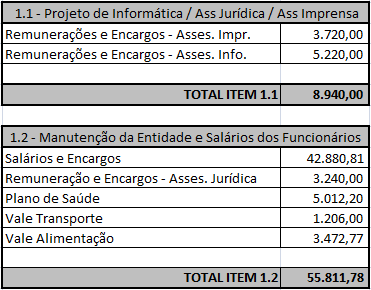 1.1 - Projeto de Informática / Ass Jurídica / Ass Imprensa
Remunerações e Encargos - Asses. Impr. 3.720,00
Remunerações e Encargos - Asses. Info. 5.220,00
TOTAL ITEM 1.1 8.940,00
1.2 - Manutenção da Entidade e Salários dos Funcionários
Salários e Encargos 42.880,81
Remuneração e Encargos - Asses. Jurídica 3.240,00
Plano de Saúde 5.012,20
Vale Transporte 1.206,00
Vale Alimentação 3.472,77
TOTAL ITEM 1.2 55.811,78